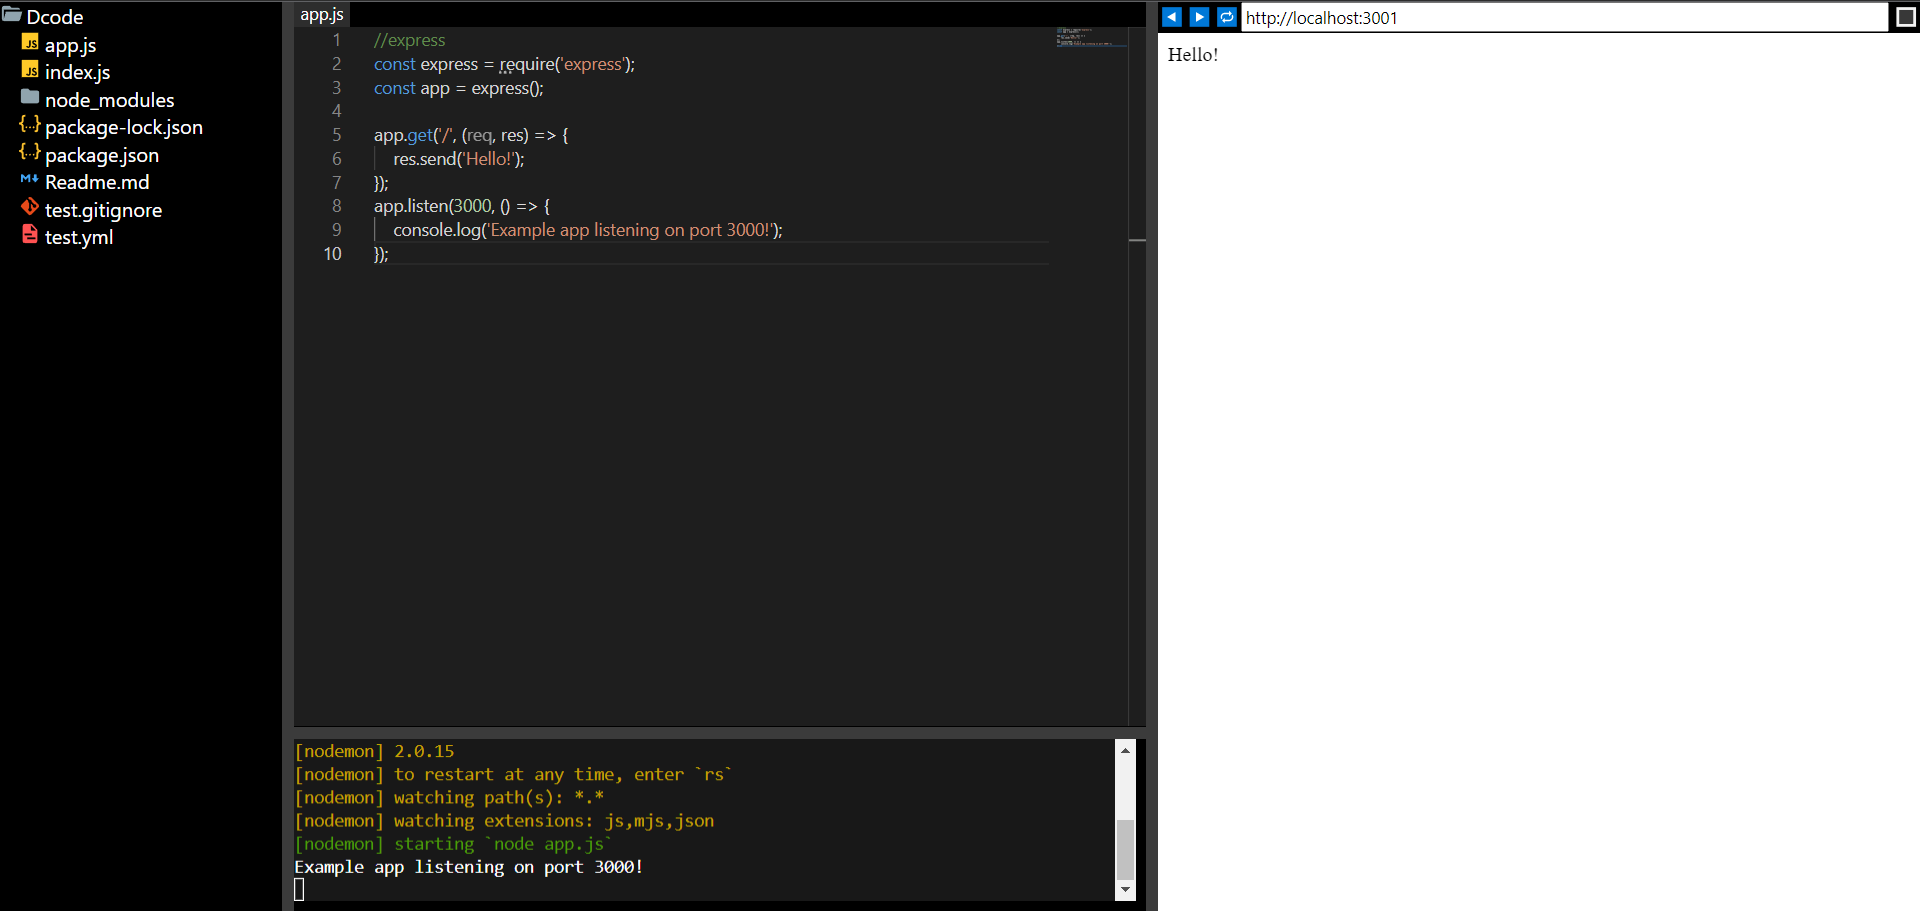 Dcode
app.js
index.js
node_modules
package-lock.json
package.json
Readme.md
test.gitignore
test.yml
app.js
1 //express
2 const express = require('express');
3 const app = express();
4
5 app.get('/', (req, res) => {
6 res.send('Hello!');
7 });
8 app.listen(3000, () => {
9 console.log('Example app listening on port 3000!');
10 });
[nodemon] 2.0.15
[nodemon] to restart at any time, enter `rs`
[nodemon] watching path(s): *.*
[nodemon] watching extensions: js,mjs,json
[nodemon] starting `node app.js`
Example app listening on port 3000!
http://localhost:3001
Hello!